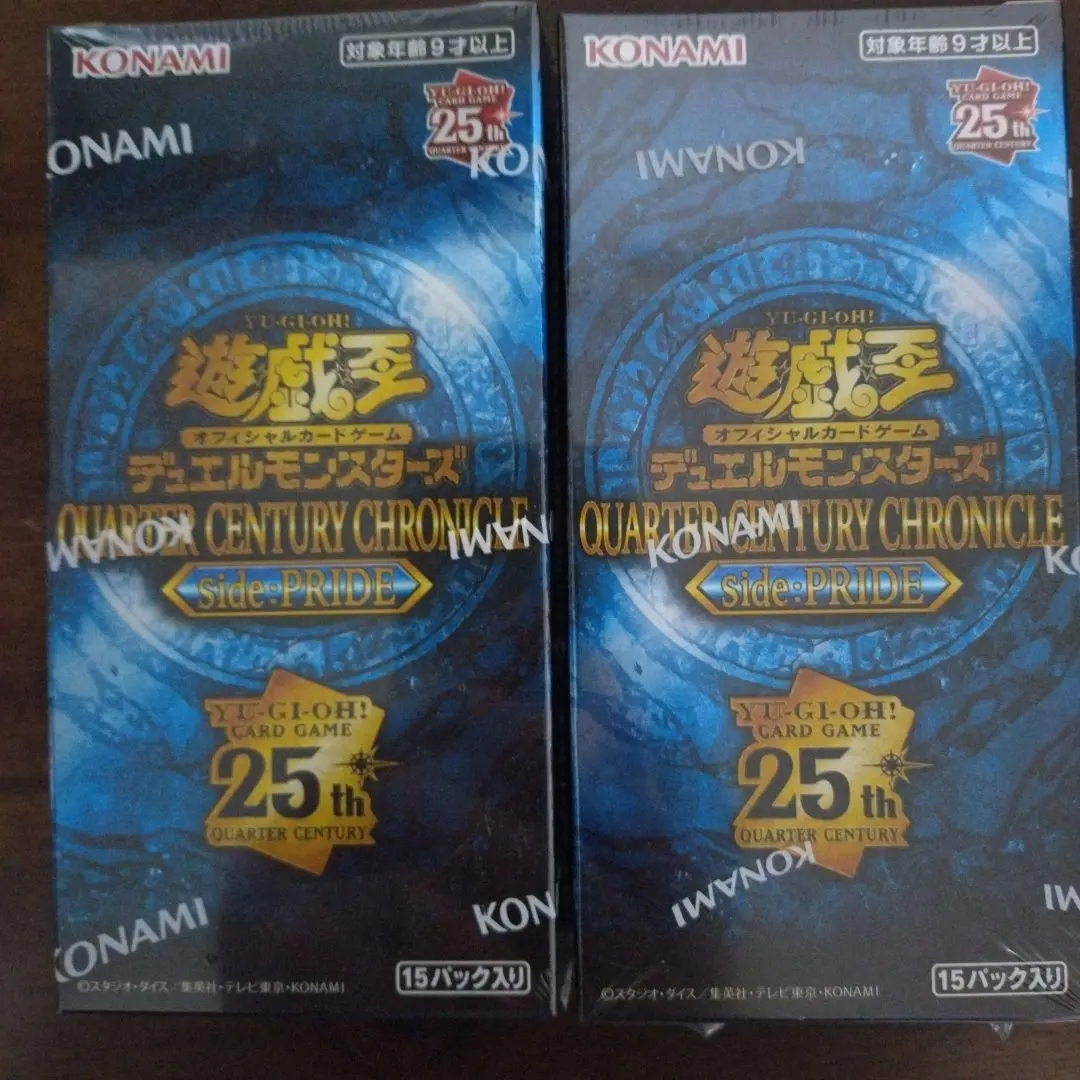 KONAMI
対象年齢9才以上
YU-GI-OH!
CARD GAME
25th
QUARTER CENTURY
KONAMI
KON
YU-GI-OH!
遊戯王
オフィシャルカードゲーム
デュエルモンスターズ
QUARTER CENTURY CHRONICLE
KONAMI
KONAMI
side:PRIDE
YU-GI-OH!
CARD GAME
25th
QUARTER CENTURY
KONAMI
KON
15パック入り
©スタジオ・ダイス/集英社・テレビ東京・KONAMI
KONAMI
対象年齢9才以上
YU-GI-OH!
CARD GAME
25th
QUARTER CENTURY
KONAMI
YU-GI-OH!
遊戯王
オフィシャルカードゲーム
デュエルモンスターズ
QUARTER CENTURY CHRONICLE
KONAMI
KO
side:PRIDE
YU-GI-OH!
CARD GAME
25th
QUARTER CENTURY
KONAMI
15パック入り
©スタジオ・ダイス/集英社・テレビ東京・KONAMI